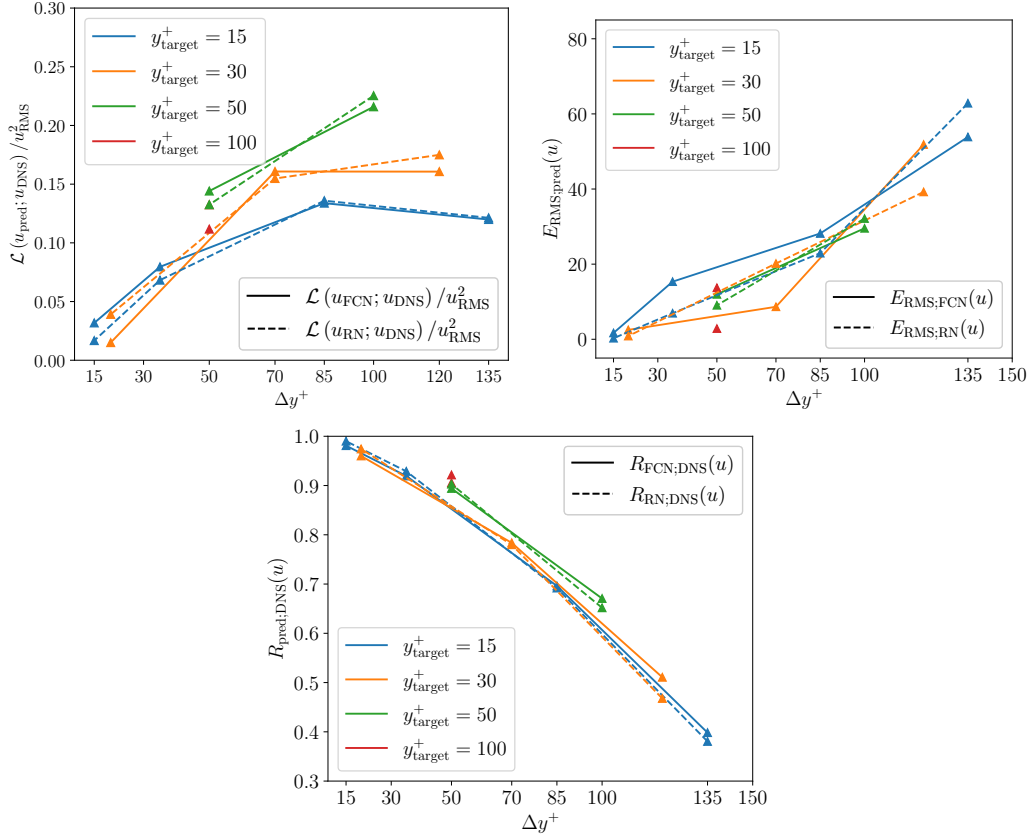 0.30
0.25
0.20
0.15
0.10
0.05
0.00
𝓛 (u_pred; u_DNS) /u²_RMS
y⁺_target = 15
y⁺_target = 30
y⁺_target = 50
y⁺_target = 100
𝓛 (u_FCN; u_DNS) /u²_RMS
𝓛 (u_RN; u_DNS) /u²_RMS
15 30 50 70 85 100 120 135
Δy⁺
80
60
40
20
0
E_RMS;pred(u)
y⁺_target = 15
y⁺_target = 30
y⁺_target = 50
y⁺_target = 100
E_RMS;FCN(u)
E_RMS;RN(u)
15 30 50 70 85 100 135 150
Δy⁺
1.0
0.9
0.8
0.7
0.6
0.5
0.4
0.3
R_pred;DNS(u)
R_FCN;DNS(u)
R_RN;DNS(u)
y⁺_target = 15
y⁺_target = 30
y⁺_target = 50
y⁺_target = 100
15 30 50 70 85 100 135 150
Δy⁺